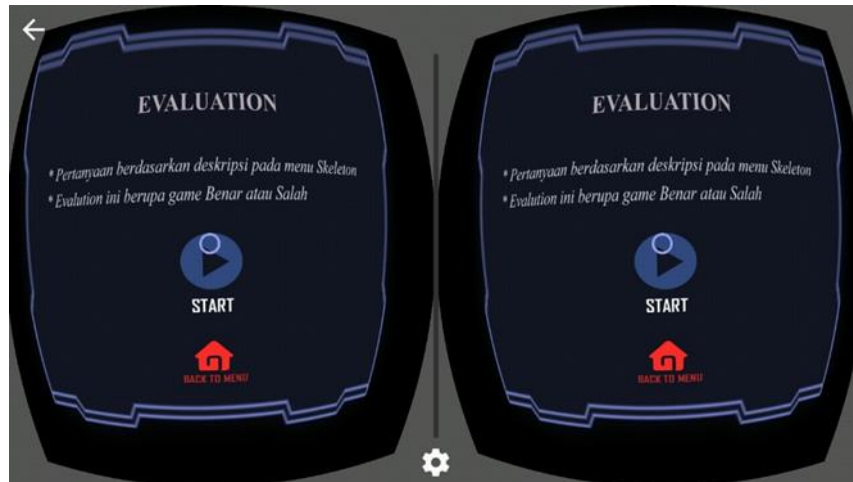 EVALUATION
* Pertanyaan berdasarkan deskripsi pada menu Skeleton
* Evalution ini berupa game Benar atau Salah
START
BACK TO MENU
EVALUATION
* Pertanyaan berdasarkan deskripsi pada menu Skeleton
* Evalution ini berupa game Benar atau Salah
START
BACK TO MENU